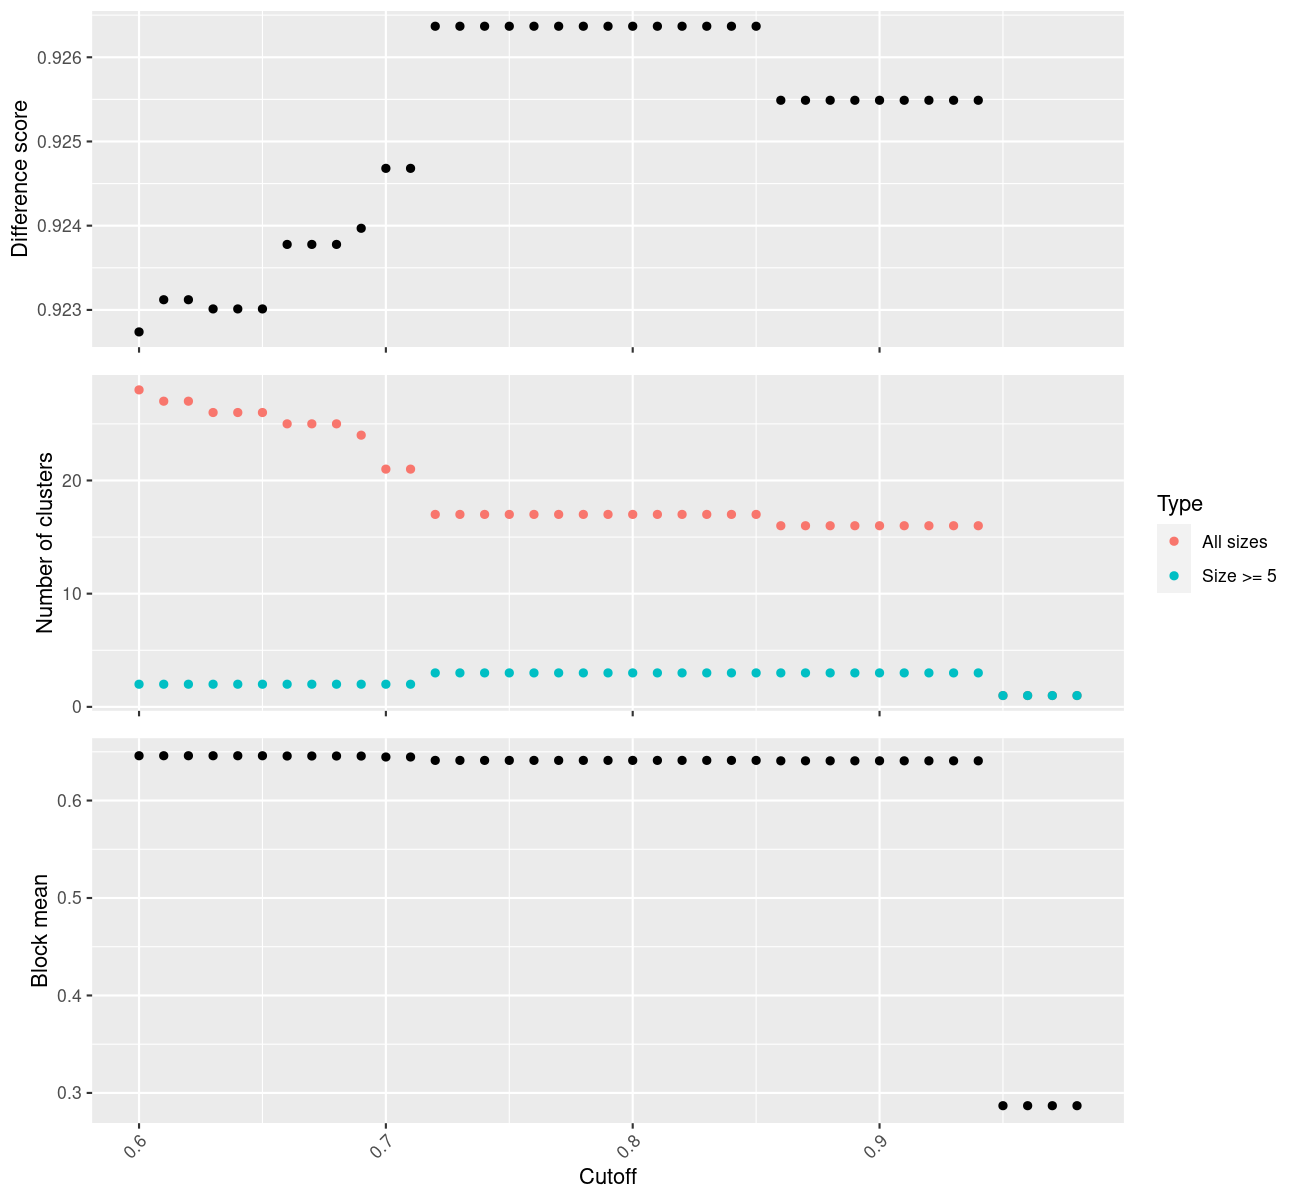 Difference score
0.926
0.925
0.924
0.923
Number of clusters
20
10
0
Type
All sizes
Size >= 5
Block mean
0.6
0.5
0.4
0.3
0.6
0.7
0.8
0.9
Cutoff